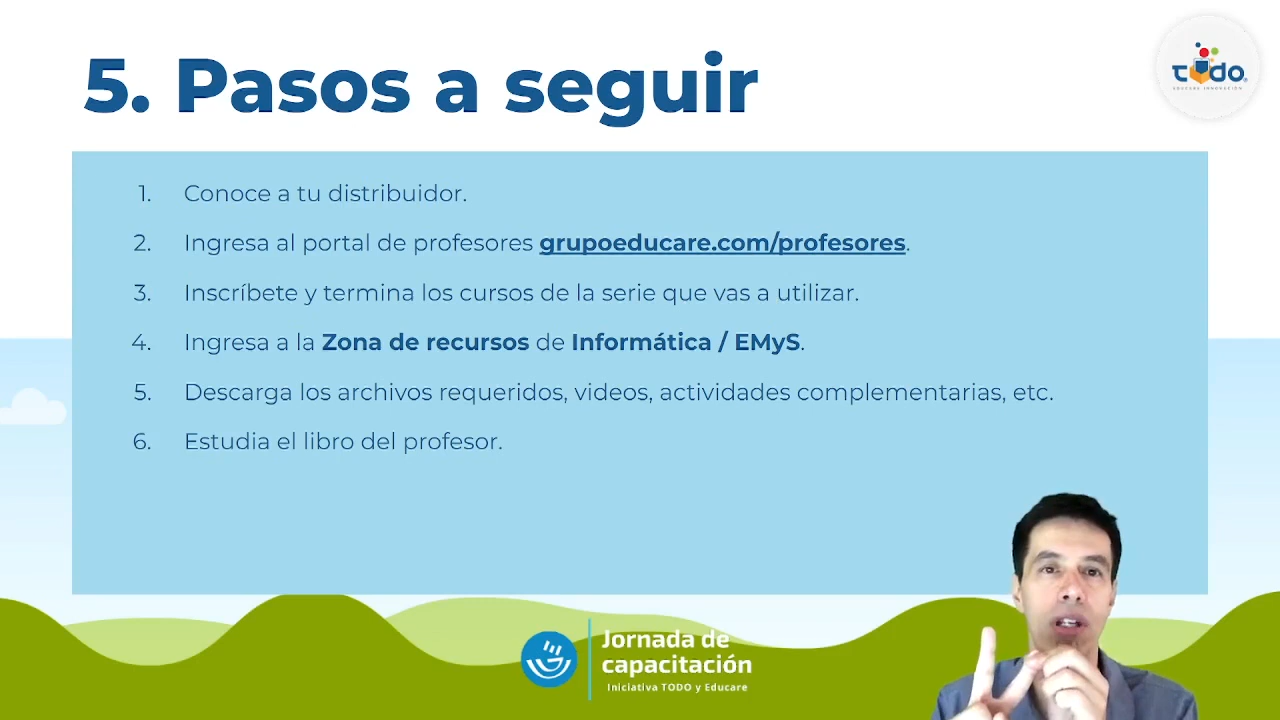 5. Pasos a seguir
todo
EDUCARE INNOVACIÓN
1. Conoce a tu distribuidor.
2. Ingresa al portal de profesores grupoeducare.com/profesores.
3. Inscríbete y termina los cursos de la serie que vas a utilizar.
4. Ingresa a la Zona de recursos de Informática / EMyS.
5. Descarga los archivos requeridos, videos, actividades complementarias, etc.
6. Estudia el libro del profesor.
Jornada de
capacitación
Iniciativa TODO y Educare